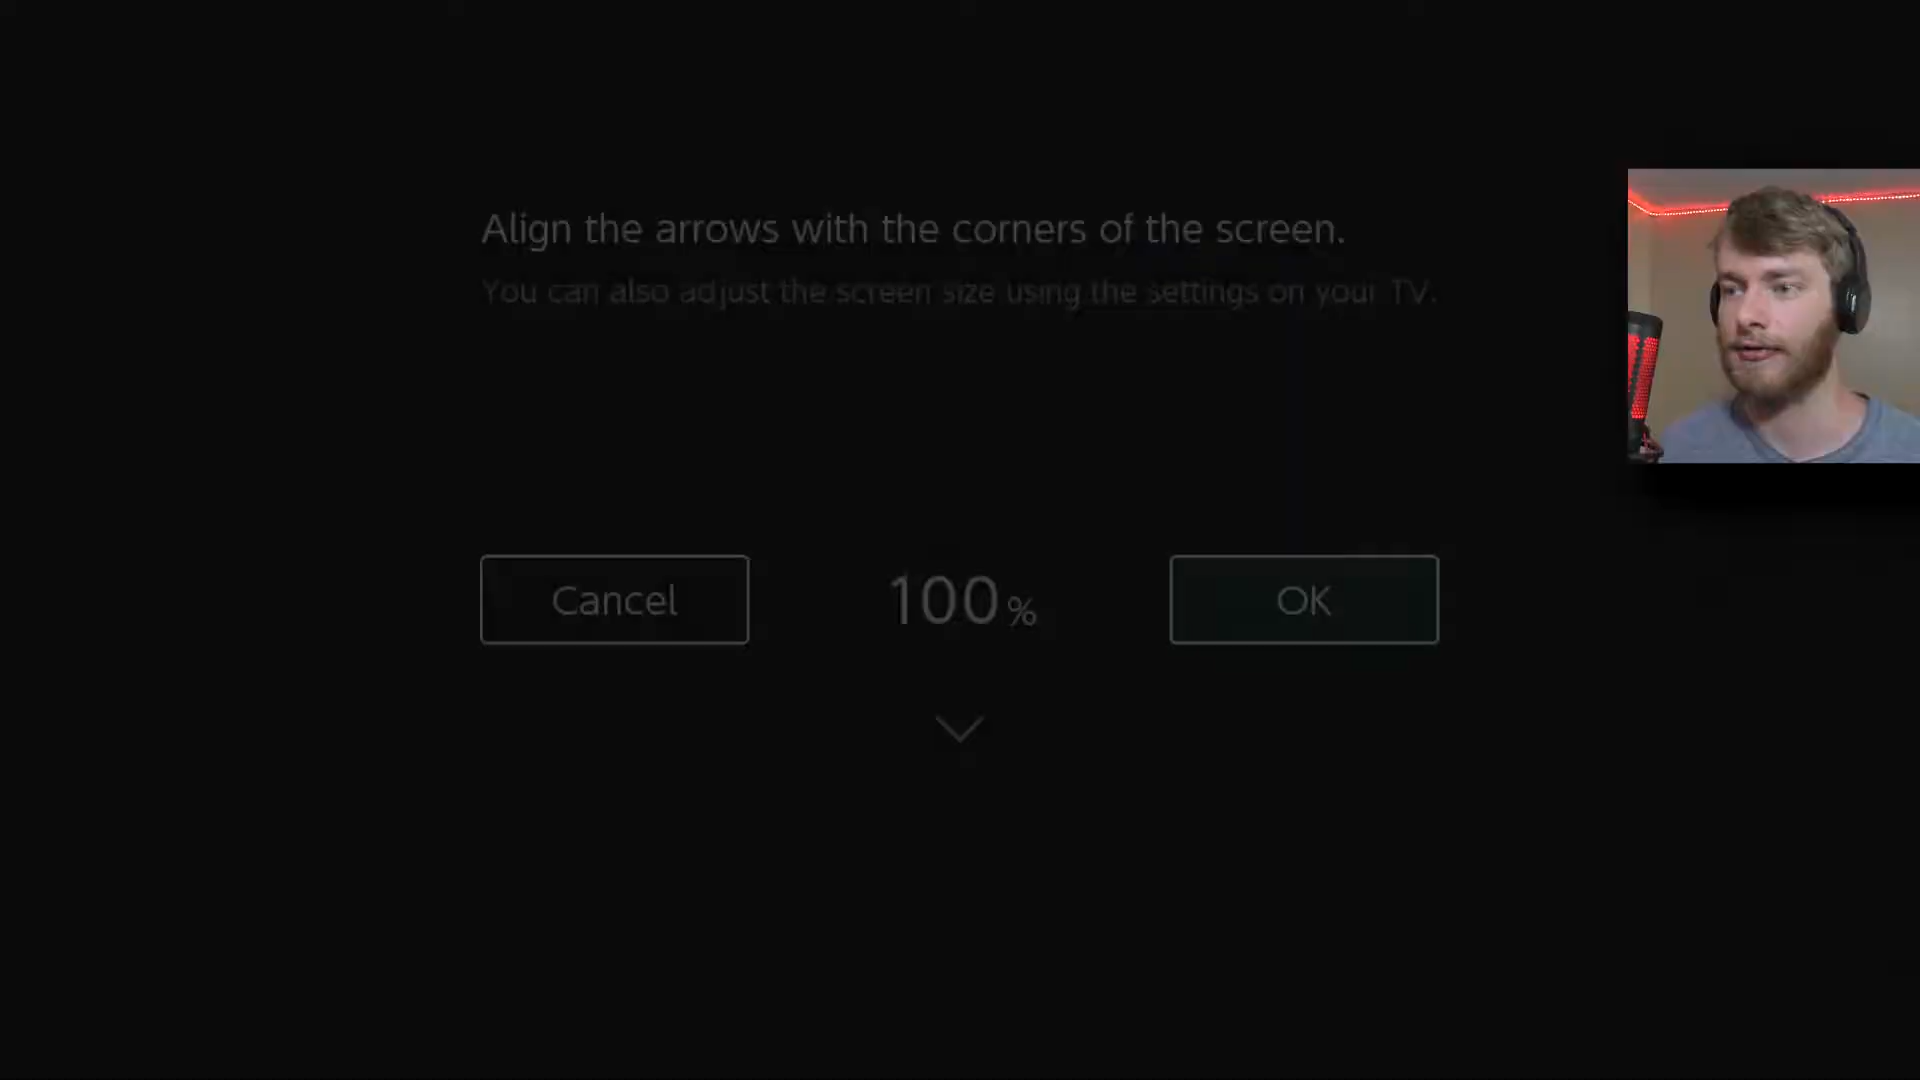 Align the arrows with the corners of the screen.
You can also adjust the screen size using the settings on your TV.
Cancel
100%
OK